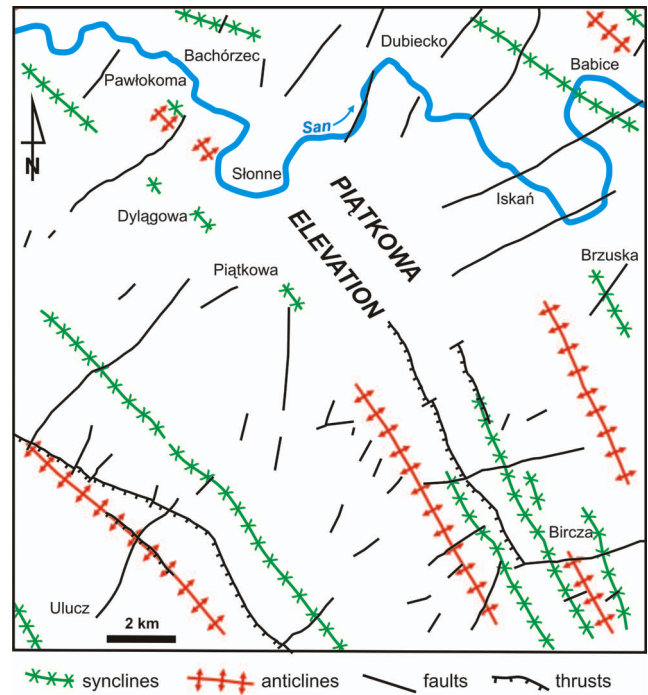 Bachórzec
Dubiecko
Babice
Pawłokoma
San
N
Słonne
Iskań
PIĄTKOWA
ELEVATION
Dylągowa
Brzuska
Piątkowa
Bircza
Ulucz
2 km
synclines
anticlines
faults
thrusts